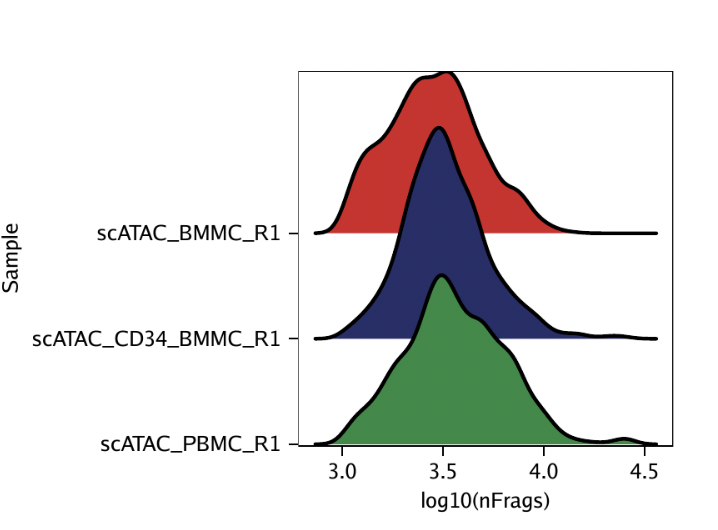 Sample
scATAC_BMMC_R1
scATAC_CD34_BMMC_R1
scATAC_PBMC_R1
3.0 3.5 4.0 4.5
log10(nFrags)